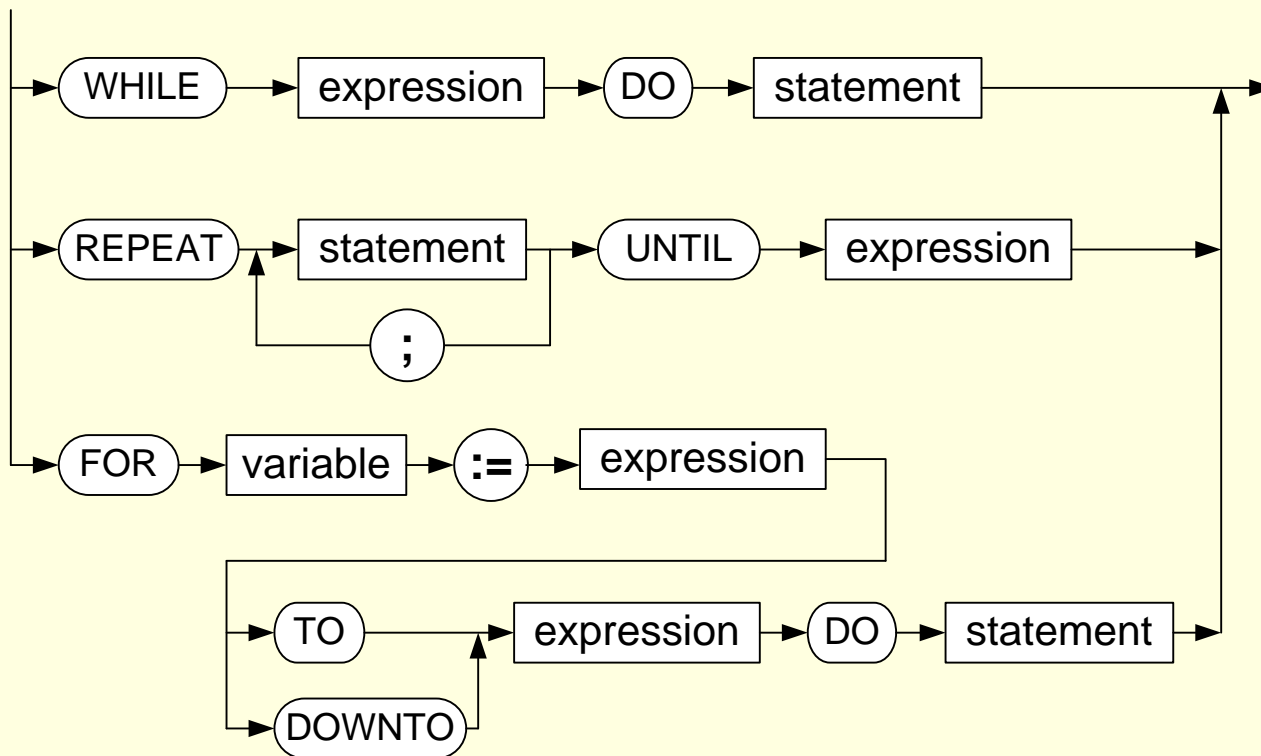 WHILE expression DO statement
REPEAT statement UNTIL expression
;
FOR variable := expression
TO expression DO statement
DOWNTO